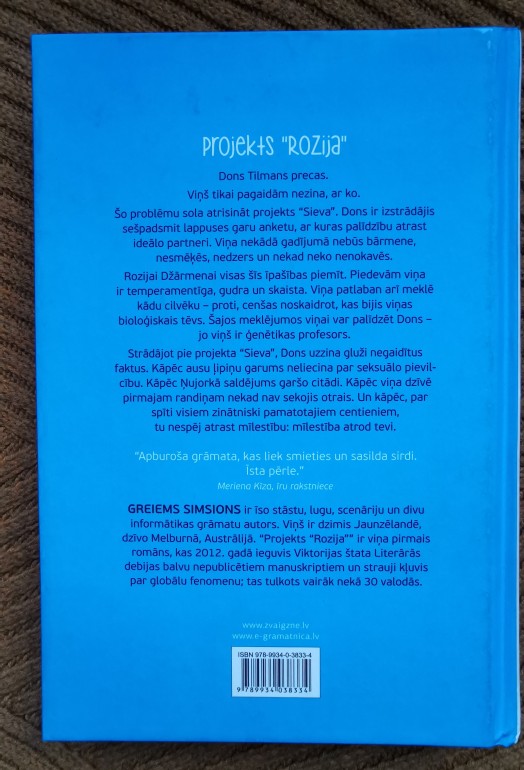 Projekts "Rozija"
Dons Tilmans precas.
Viņš tikai pagaidām nezina, ar ko.
Šo problēmu sola atrisināt projekts "Sieva". Dons ir izstrādājis
sešpadsmit lappuses garu anketu, ar kuras palīdzību atrast
ideālo partneri. Viņa nekādā gadījumā nebūs bārmene,
nesmēķēs, nedzers un nekad neko nenokavēs.
Rozijai Džārmenai visas šīs īpašības piemīt. Piedevām viņa
ir temperamentīga, gudra un skaista. Viņa patlaban arī meklē
kādu cilvēku – proti, cenšas noskaidrot, kas bijis viņas
bioloģiskais tēvs. Šajos meklējumos viņai var palīdzēt Dons –
jo viņš ir ģenētikas profesors.
Strādājot pie projekta "Sieva", Dons uzzina gluži negaidītus
faktus. Kāpēc ausu ļipiņu garums neliecina par seksuālo pievil-
cību. Kāpēc Ņujorkā saldējums garšo citādi. Kāpēc viņa dzīvē
pirmajam randiņam nekad nav sekojis otrais. Un kāpēc, par
spīti visiem zinātniski pamatotajiem centieniem,
tu nespēj atrast mīlestību: mīlestība atrod tevi.
"Apburoša grāmata, kas liek smieties un sasilda sirdi.
Īsta pērle."
Meriena Kīza, īru rakstniece
GREIEMS SIMSIONS ir īso stāstu, lugu, scenāriju un divu
informātikas grāmatu autors. Viņš ir dzimis Jaunzēlandē,
dzīvo Melburnā, Austrālijā. "Projekts "Rozija"" ir viņa pirmais
romāns, kas 2012. gadā ieguvis Viktorijas štata Literārās
debijas balvu nepublicētiem manuskriptiem un strauji kļuvis
par globālu fenomenu; tas tulkots vairāk nekā 30 valodās.
www.zvaigzne.lv
www.e-gramatnica.lv
ISBN 978-9934-0-3833-4
9 789934 038334